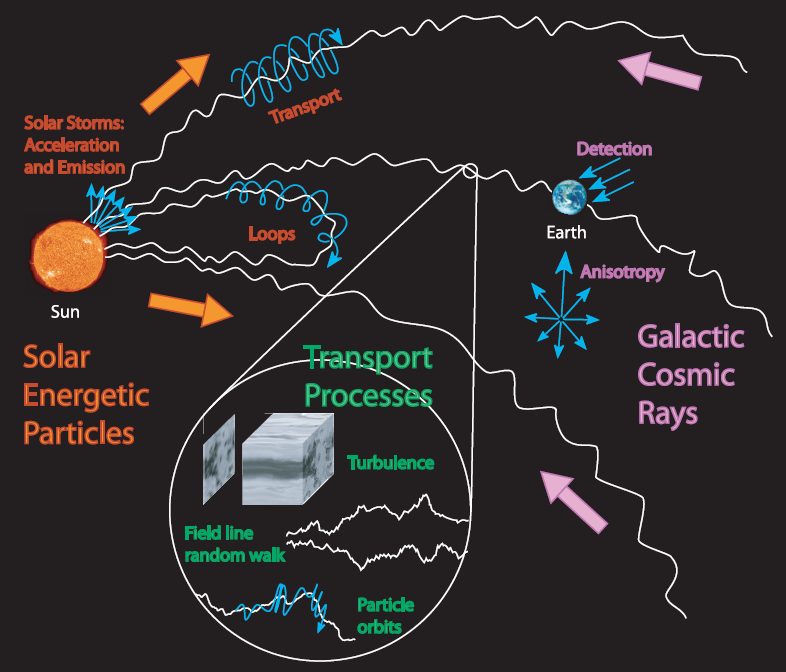 Transport
Solar Storms:
Acceleration
and Emission
Detection
Loops
Earth
Anisotropy
Sun
Solar
Energetic
Particles
Transport
Processes
Galactic
Cosmic
Rays
Turbulence
Field line
random walk
Particle
orbits